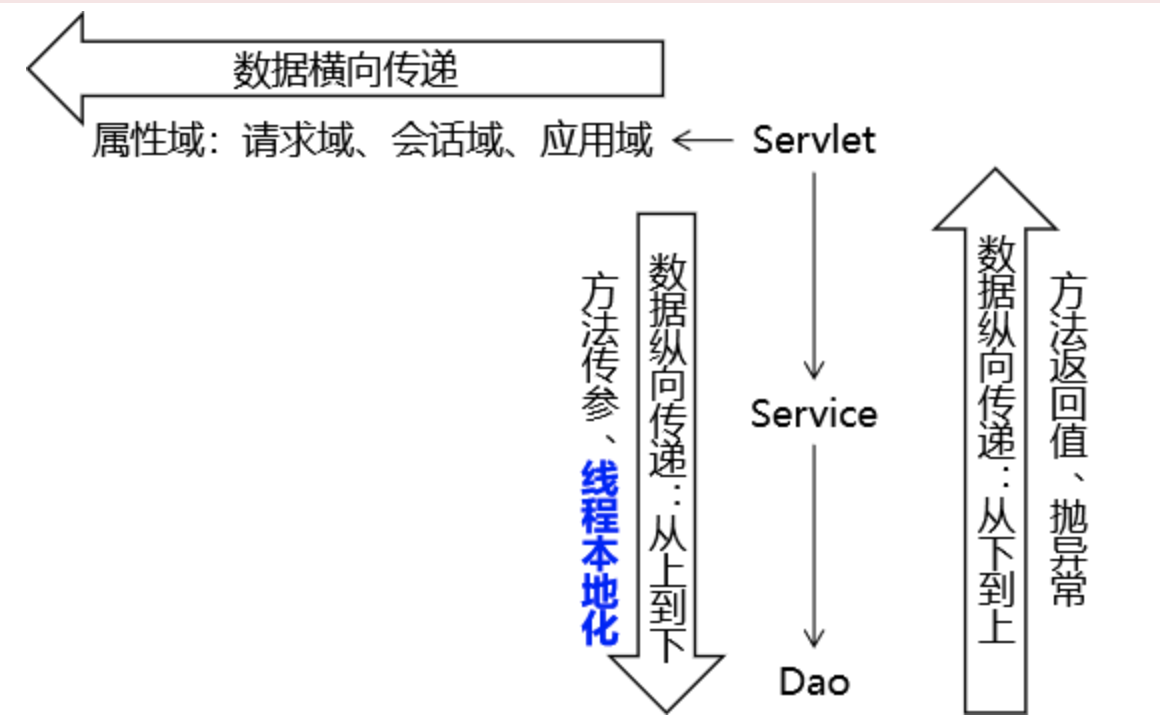 数据横向传递
属性域：请求域、会话域、应用域
Servlet
方法传参、线程本地化
数据纵向传递：从上到下
Service
Dao
数据纵向传递：从下到上
方法返回值、抛异常